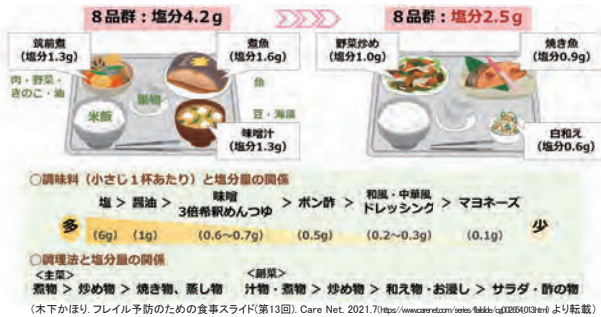 8品群：塩分4.2g
8品群：塩分2.5g
筑前煮
（塩分1.3g）
煮魚
（塩分1.6g）
肉・野菜・
きのこ・油
魚
果物
米飯
豆・海藻
味噌汁
（塩分1.3g）
野菜炒め
（塩分1.0g）
焼き魚
（塩分0.9g）
白和え
（塩分0.6g）
○調味料（小さじ1杯あたり）と塩分量の関係
多 塩 > 醤油 > 味噌 3倍希釈めんつゆ > ポン酢 > 和風・中華風ドレッシング > マヨネーズ 少
（6g） （1g） （0.6～0.7g） （0.5g） （0.2～0.3g） （0.1g）
○調理法と塩分量の関係
＜主菜＞ ＜副菜＞
煮物 > 炒め物 > 焼き物、蒸し物 汁物・煮物 > 炒め物 > 和え物・お浸し > サラダ・酢の物
（木下かほり. フレイル予防のための食事スライド(第13回). Care Net. 2021.7 より転載）